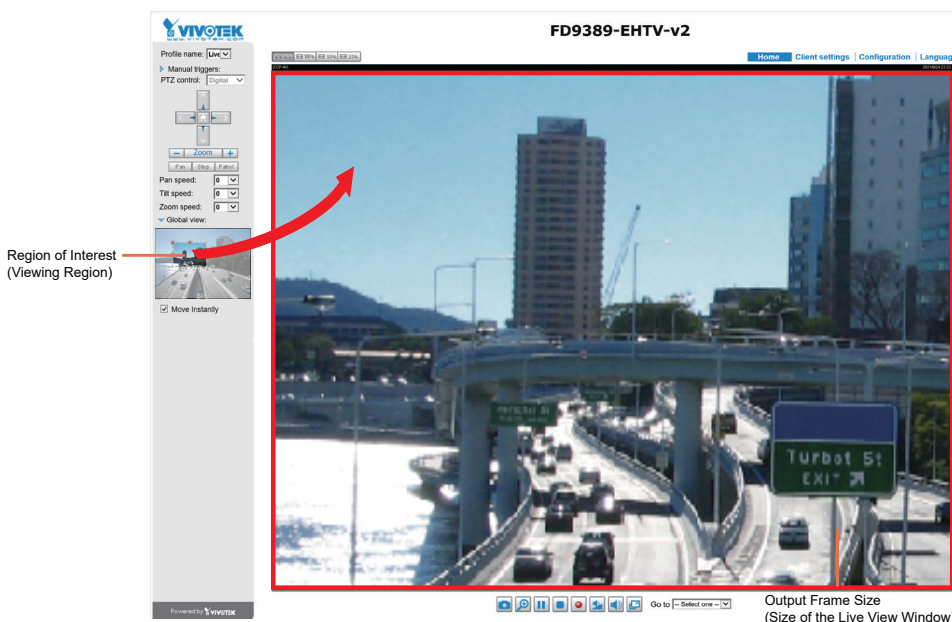 VIVOTEK
www.vivotek.com
FD9389-EHTV-v2
Profile name: Live
Manual triggers:
PTZ control: Digital
Zoom
Pan Stop Patrol
Pan speed: 0
Tilt speed: 0
Zoom speed: 0
Global view:
Region of Interest
(Viewing Region)
Move Instantly
Powered by VIVOTEK
Home Client settings Configuration Languag
Turbot St
EXIT
Go to -- Select one --
Output Frame Size
(Size of the Live View Window